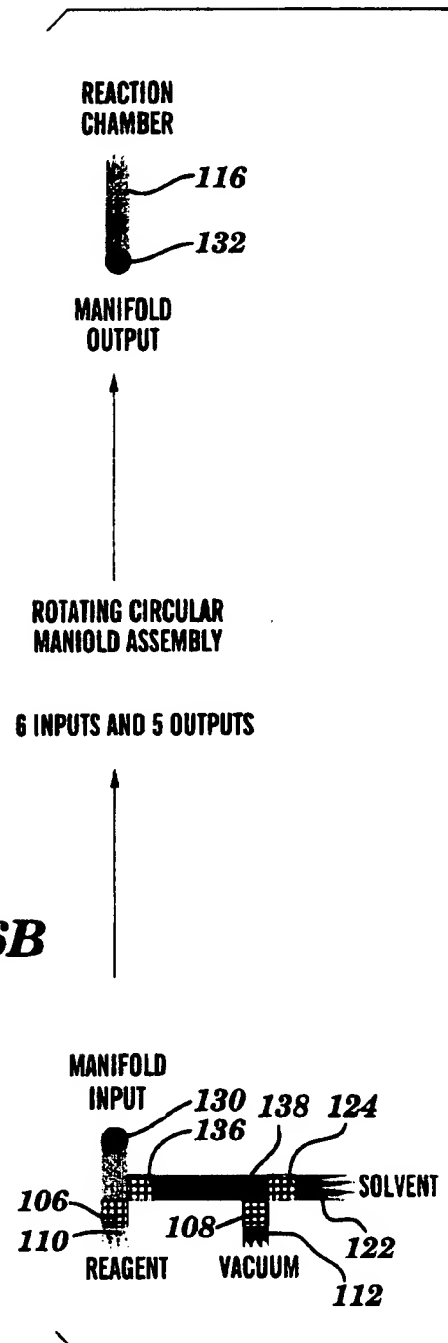 REACTION
CHAMBER
116
132
MANIFOLD
OUTPUT
ROTATING CIRCULAR
MANIOLD ASSEMBLY
6 INPUTS AND 5 OUTPUTS
6B
MANIFOLD
INPUT
130 138 124
136
SOLVENT
106
108
110
122
REAGENT VACUUM
112